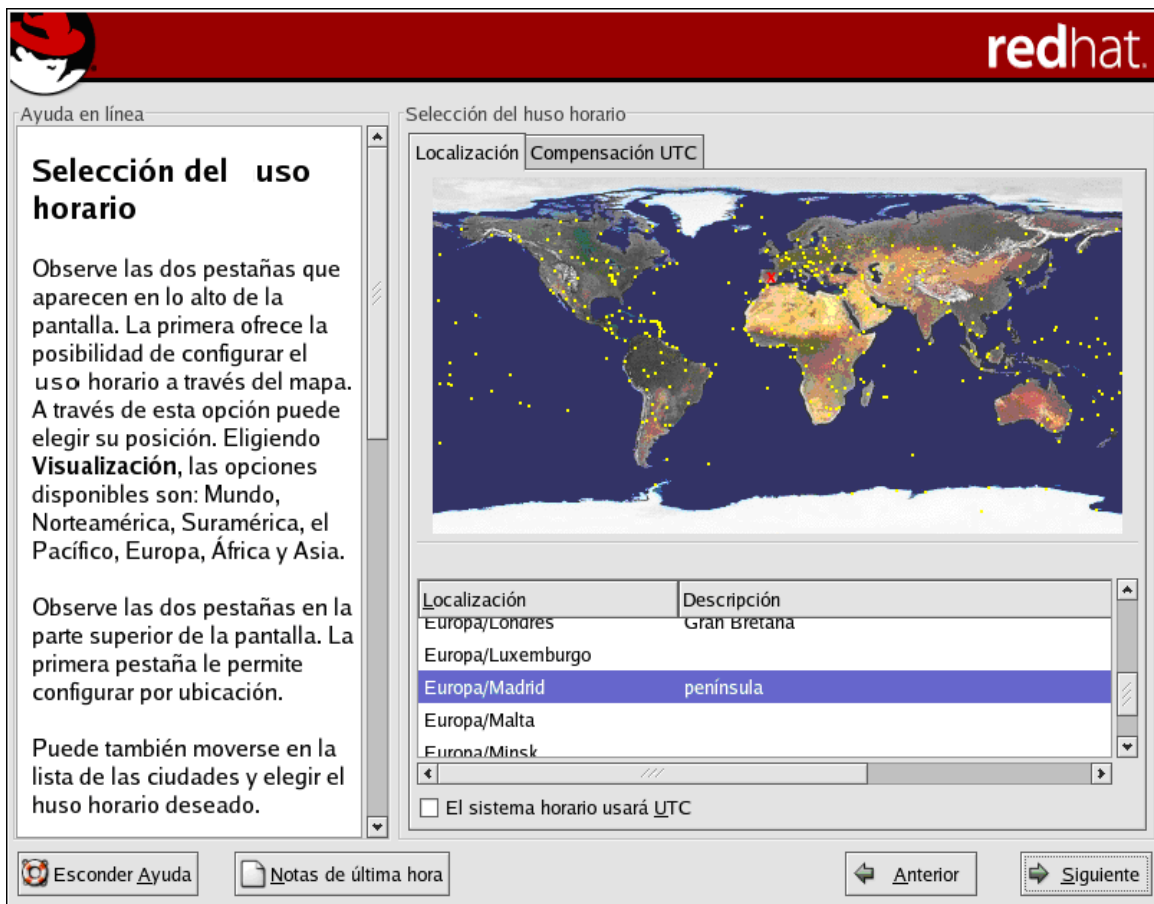 redhat.
Ayuda en línea
Selección del uso
horario
Observe las dos pestañas que
aparecen en lo alto de la
pantalla. La primera ofrece la
posibilidad de configurar el
uso horario a través del mapa.
A través de esta opción puede
elegir su posición. Eligiendo
Visualización, las opciones
disponibles son: Mundo,
Norteamérica, Suramérica, el
Pacífico, Europa, África y Asia.
Observe las dos pestañas en la
parte superior de la pantalla. La
primera pestaña le permite
configurar por ubicación.
Puede también moverse en la
lista de las ciudades y elegir el
huso horario deseado.
Selección del huso horario
Localización Compensación UTC
Localización Descripción
Europa/Londres Gran Bretaña
Europa/Luxemburgo
Europa/Madrid península
Europa/Malta
Europa/Minsk
El sistema horario usará UTC
Esconder Ayuda Notas de última hora Anterior Siguiente